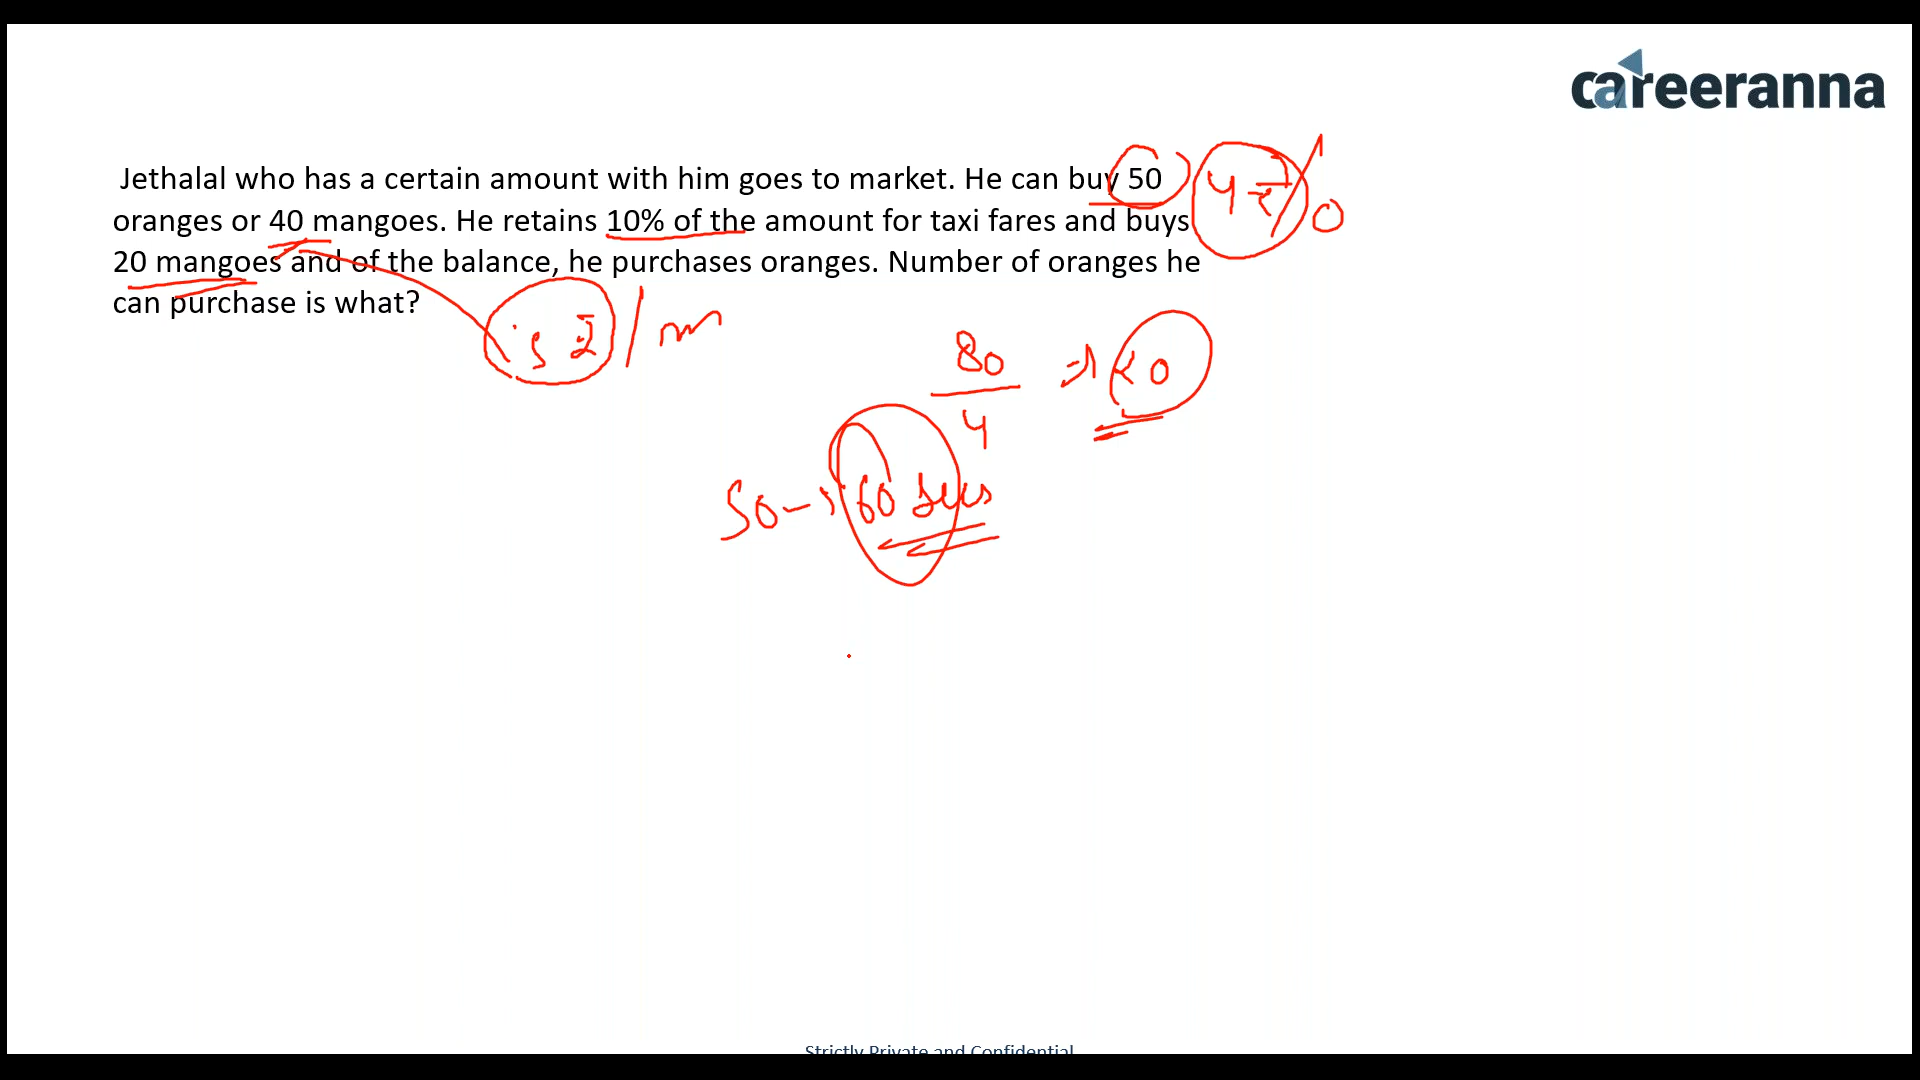 careeranna
Jethalal who has a certain amount with him goes to market. He can buy 50
oranges or 40 mangoes. He retains 10% of the amount for taxi fares and buys
20 mangoes and of the balance, he purchases oranges. Number of oranges he
can purchase is what?
4₹/0
5₹/m
80
4
20
50-60 secs
Strictly Private and Confidential